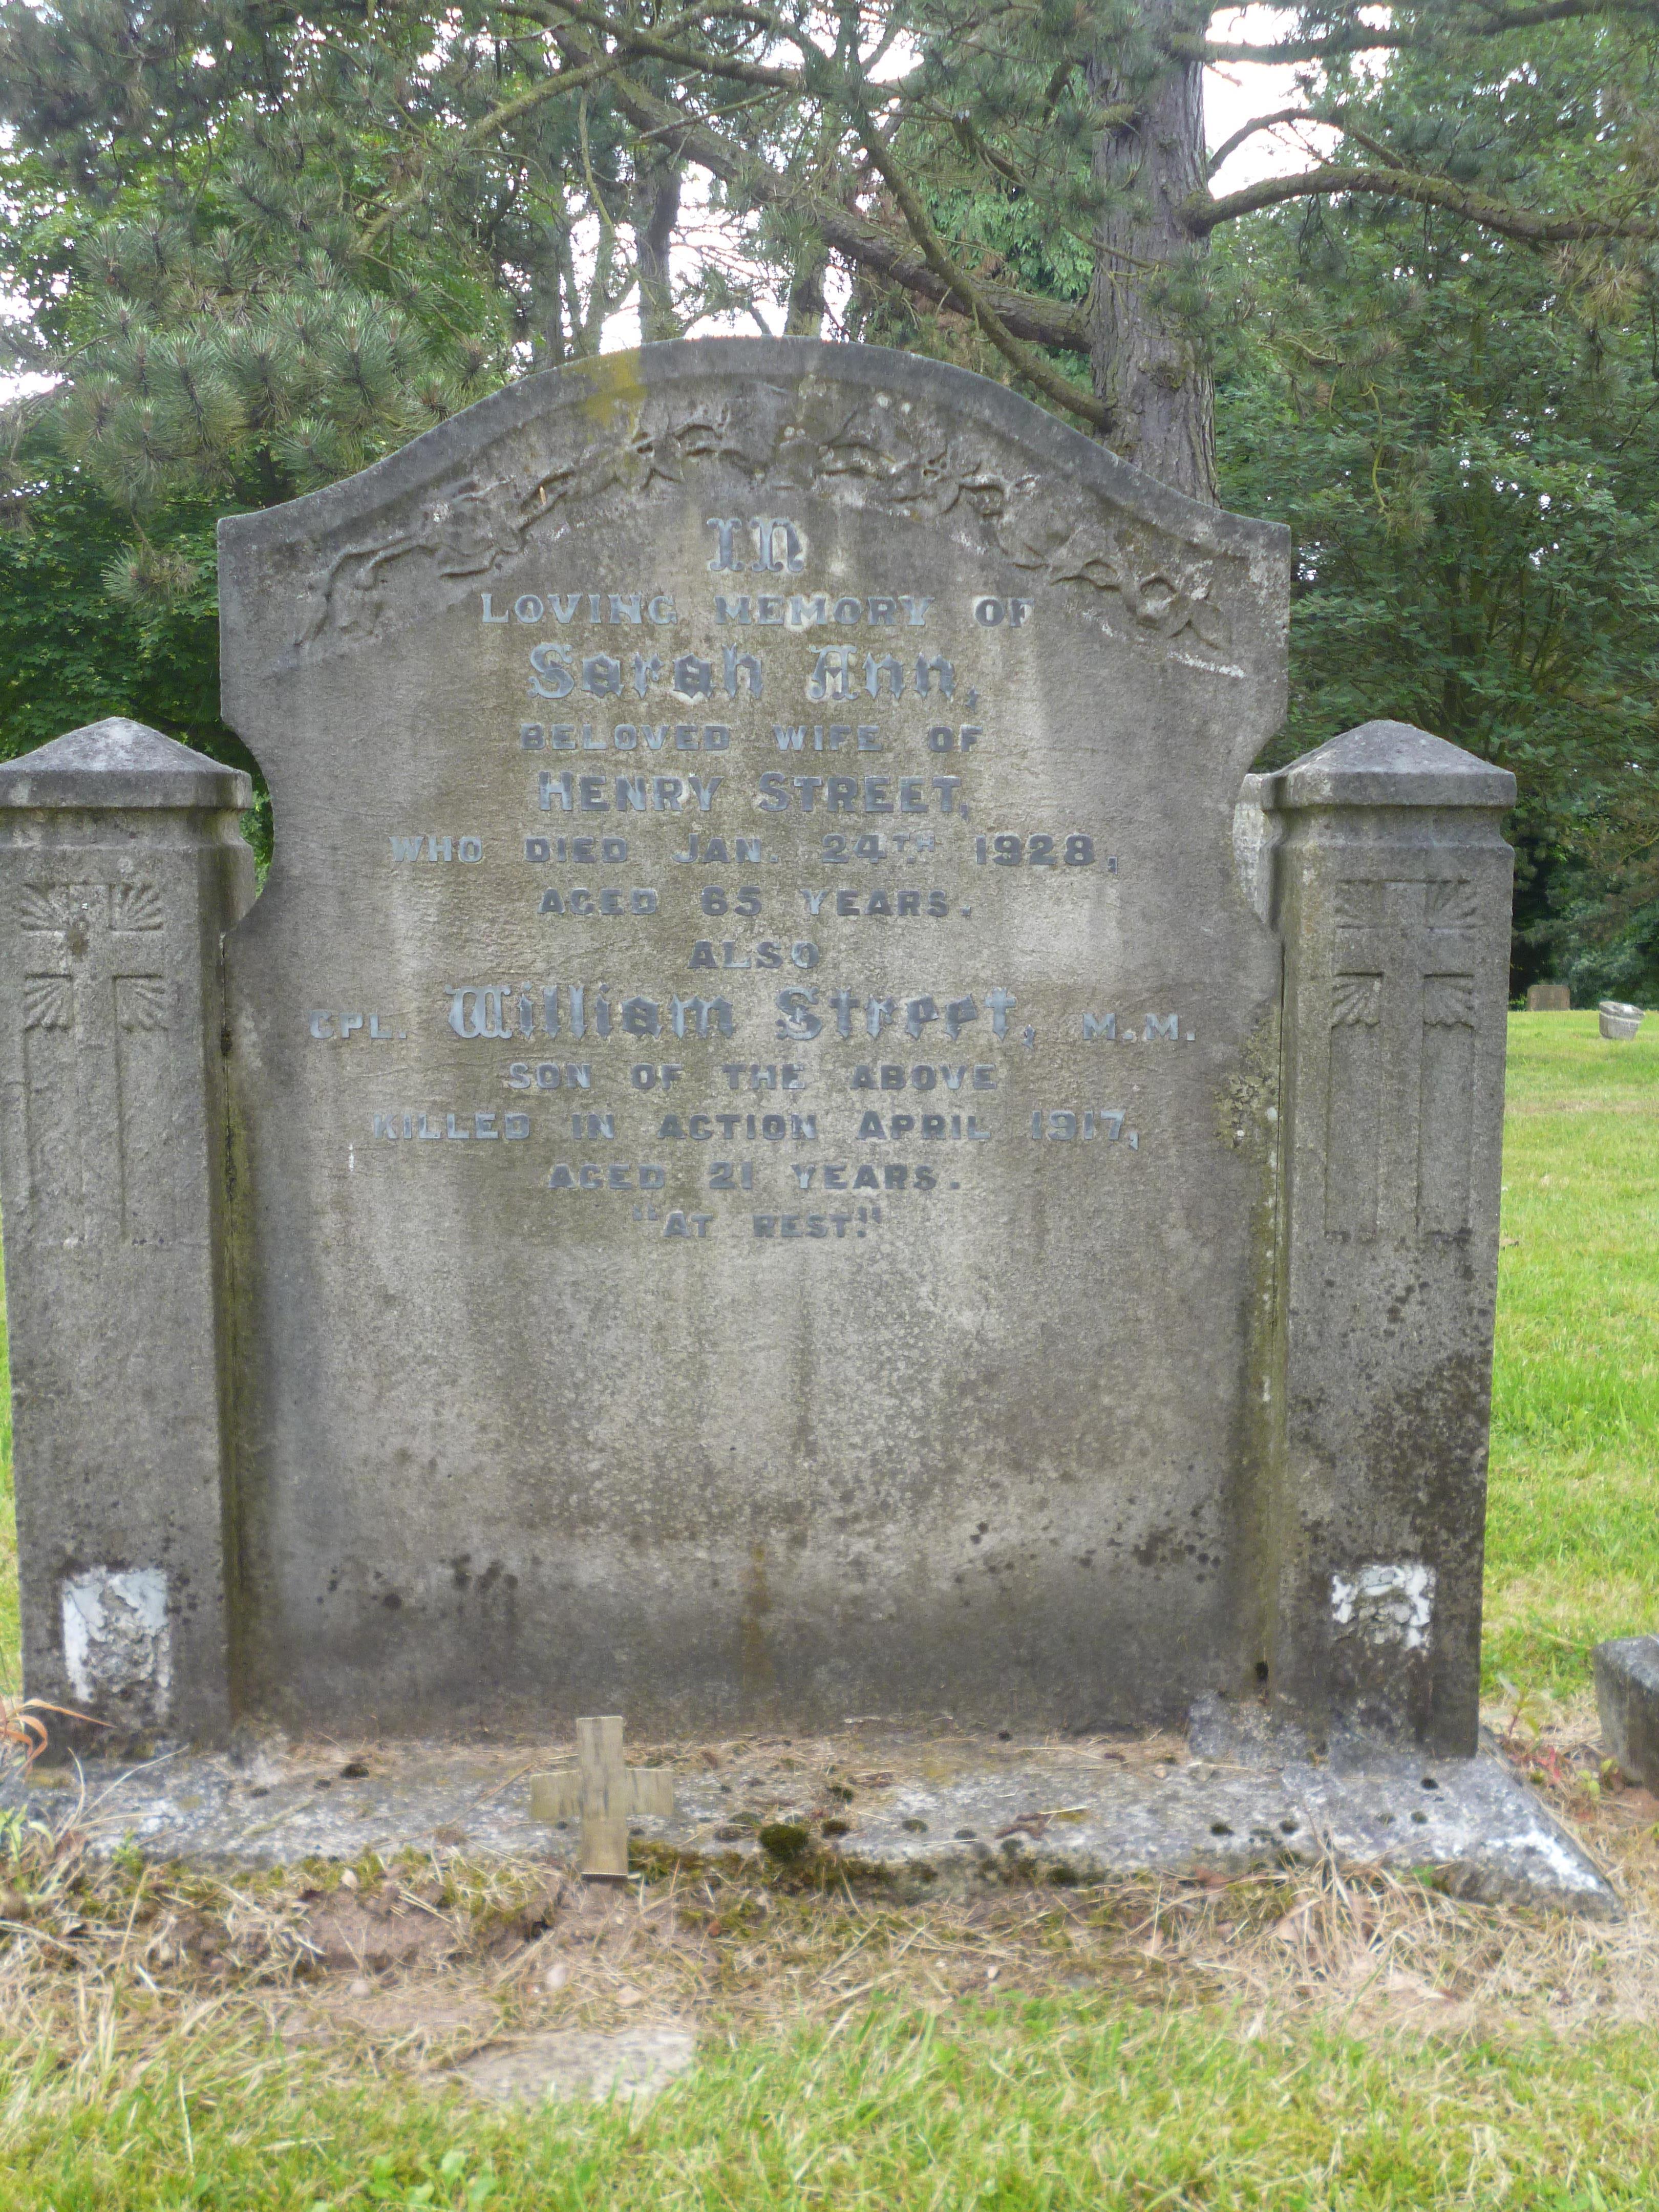 IN
LOVING MEMORY OF
Sarah Ann,
BELOVED WIFE OF
HENRY STREET,
WHO DIED JAN. 24TH 1928,
AGED 65 YEARS.
ALSO
CPL. William Street, M.M.
SON OF THE ABOVE
KILLED IN ACTION APRIL 1917,
AGED 21 YEARS.
"AT REST."